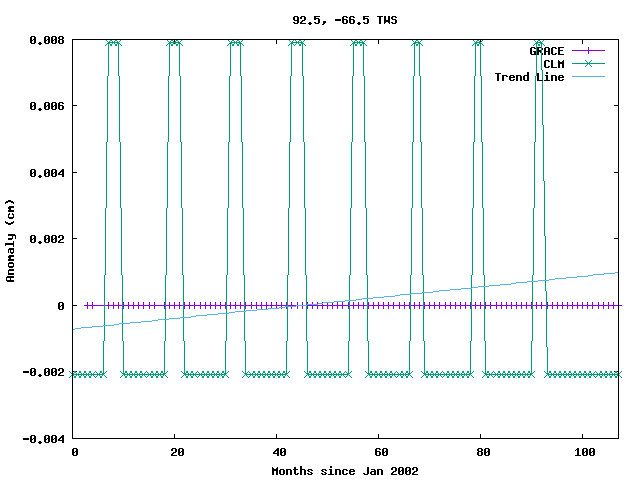 92.5, -66.5 TWS
GRACE
CLM
Trend Line
0.008
0.006
0.004
0.002
0
-0.002
-0.004
Anomaly (cm)
0 20 40 60 80 100
Months since Jan 2002